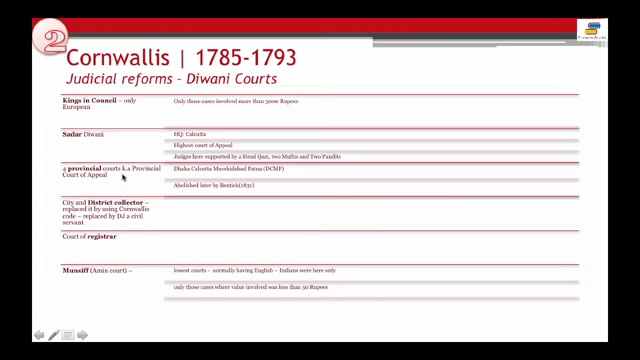 2
Cornwallis | 1785-1793
Judicial reforms - Diwani Courts
Kings in Council – only
European
Only those cases involved more than 5000 Rupees
Sadar Diwani
HQ: Calcutta
Highest court of Appeal
Judges here supported by a Head Qazi, two Muftis and Two Pandits
4 provincial courts k.a Provincial
Court of Appeal
Dhaka Calcutta Murshidabad Patna (DCMP)
Abolished later by Bentick(1831)
City and District collector –
replaced it by using Cornwallis
code – replaced by DJ a civil
servant
Court of registrar
Munsiff (Amin court) –
lowest courts - normally having English – Indians were here only
only those cases where value involved was less than 50 Rupees